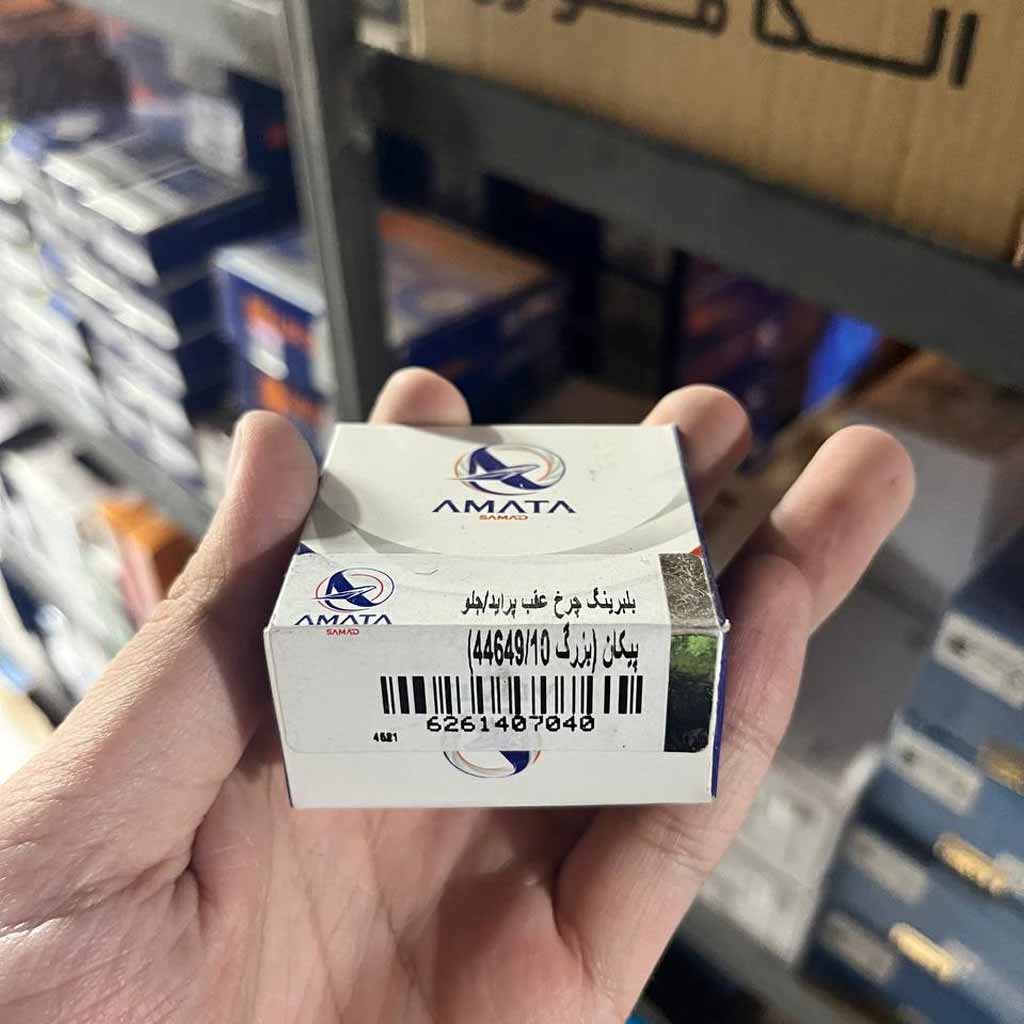 AMATA
SAMAD
AMATA
SAMAD
بلبرینگ چرخ عقب پراید/جلو
پیکان (بزرگ 44649/10)
6261407040
4621